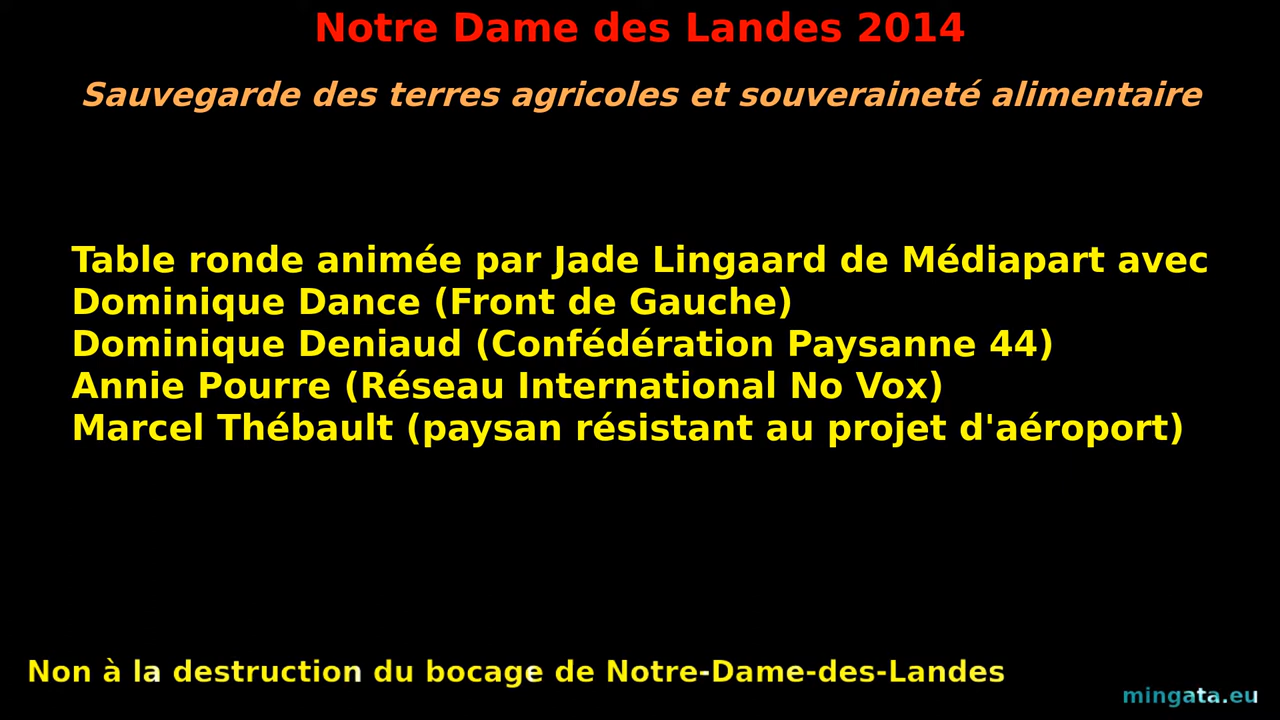 Notre Dame des Landes 2014
Sauvegarde des terres agricoles et souveraineté alimentaire
Table ronde animée par Jade Lingaard de Médiapart avec
Dominique Dance (Front de Gauche)
Dominique Deniaud (Confédération Paysanne 44)
Annie Pourre (Réseau International No Vox)
Marcel Thébault (paysan résistant au projet d'aéroport)
Non à la destruction du bocage de Notre-Dame-des-Landes
mingata.eu